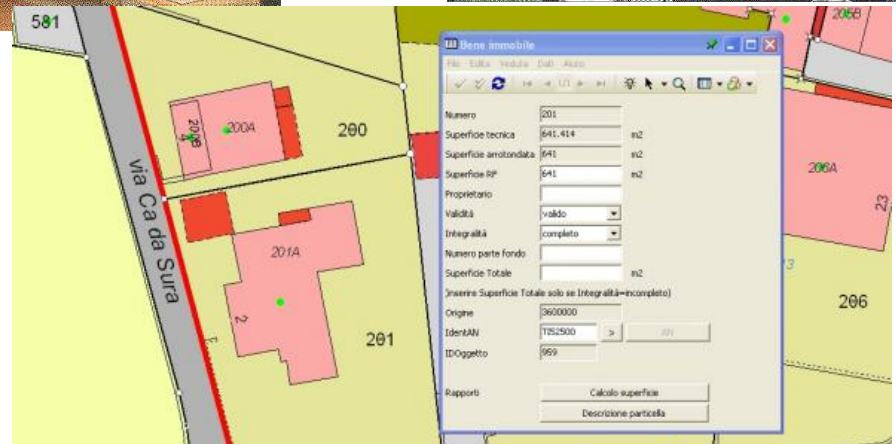 581
205B
Bene immobile
File Edita Vedute Dati Aiuto
1/1
200B
200A
200
via Ca da Sura
201A
2
201
206A
23
206
Numero 201
Superficie tecnica 641.414 m2
Superficie arrotondata 641 m2
Superficie RF 641 m2
Proprietario
Validità valido
Integralità completo
Numero parte fondo
Superficie Totale m2
(inserire Superficie Totale solo se Integralità=incompleto)
Origine 3600000
IdentAN TI52500 > AN
IDOggetto 959
Rapporti Calcolo superficie
Descrizione particella